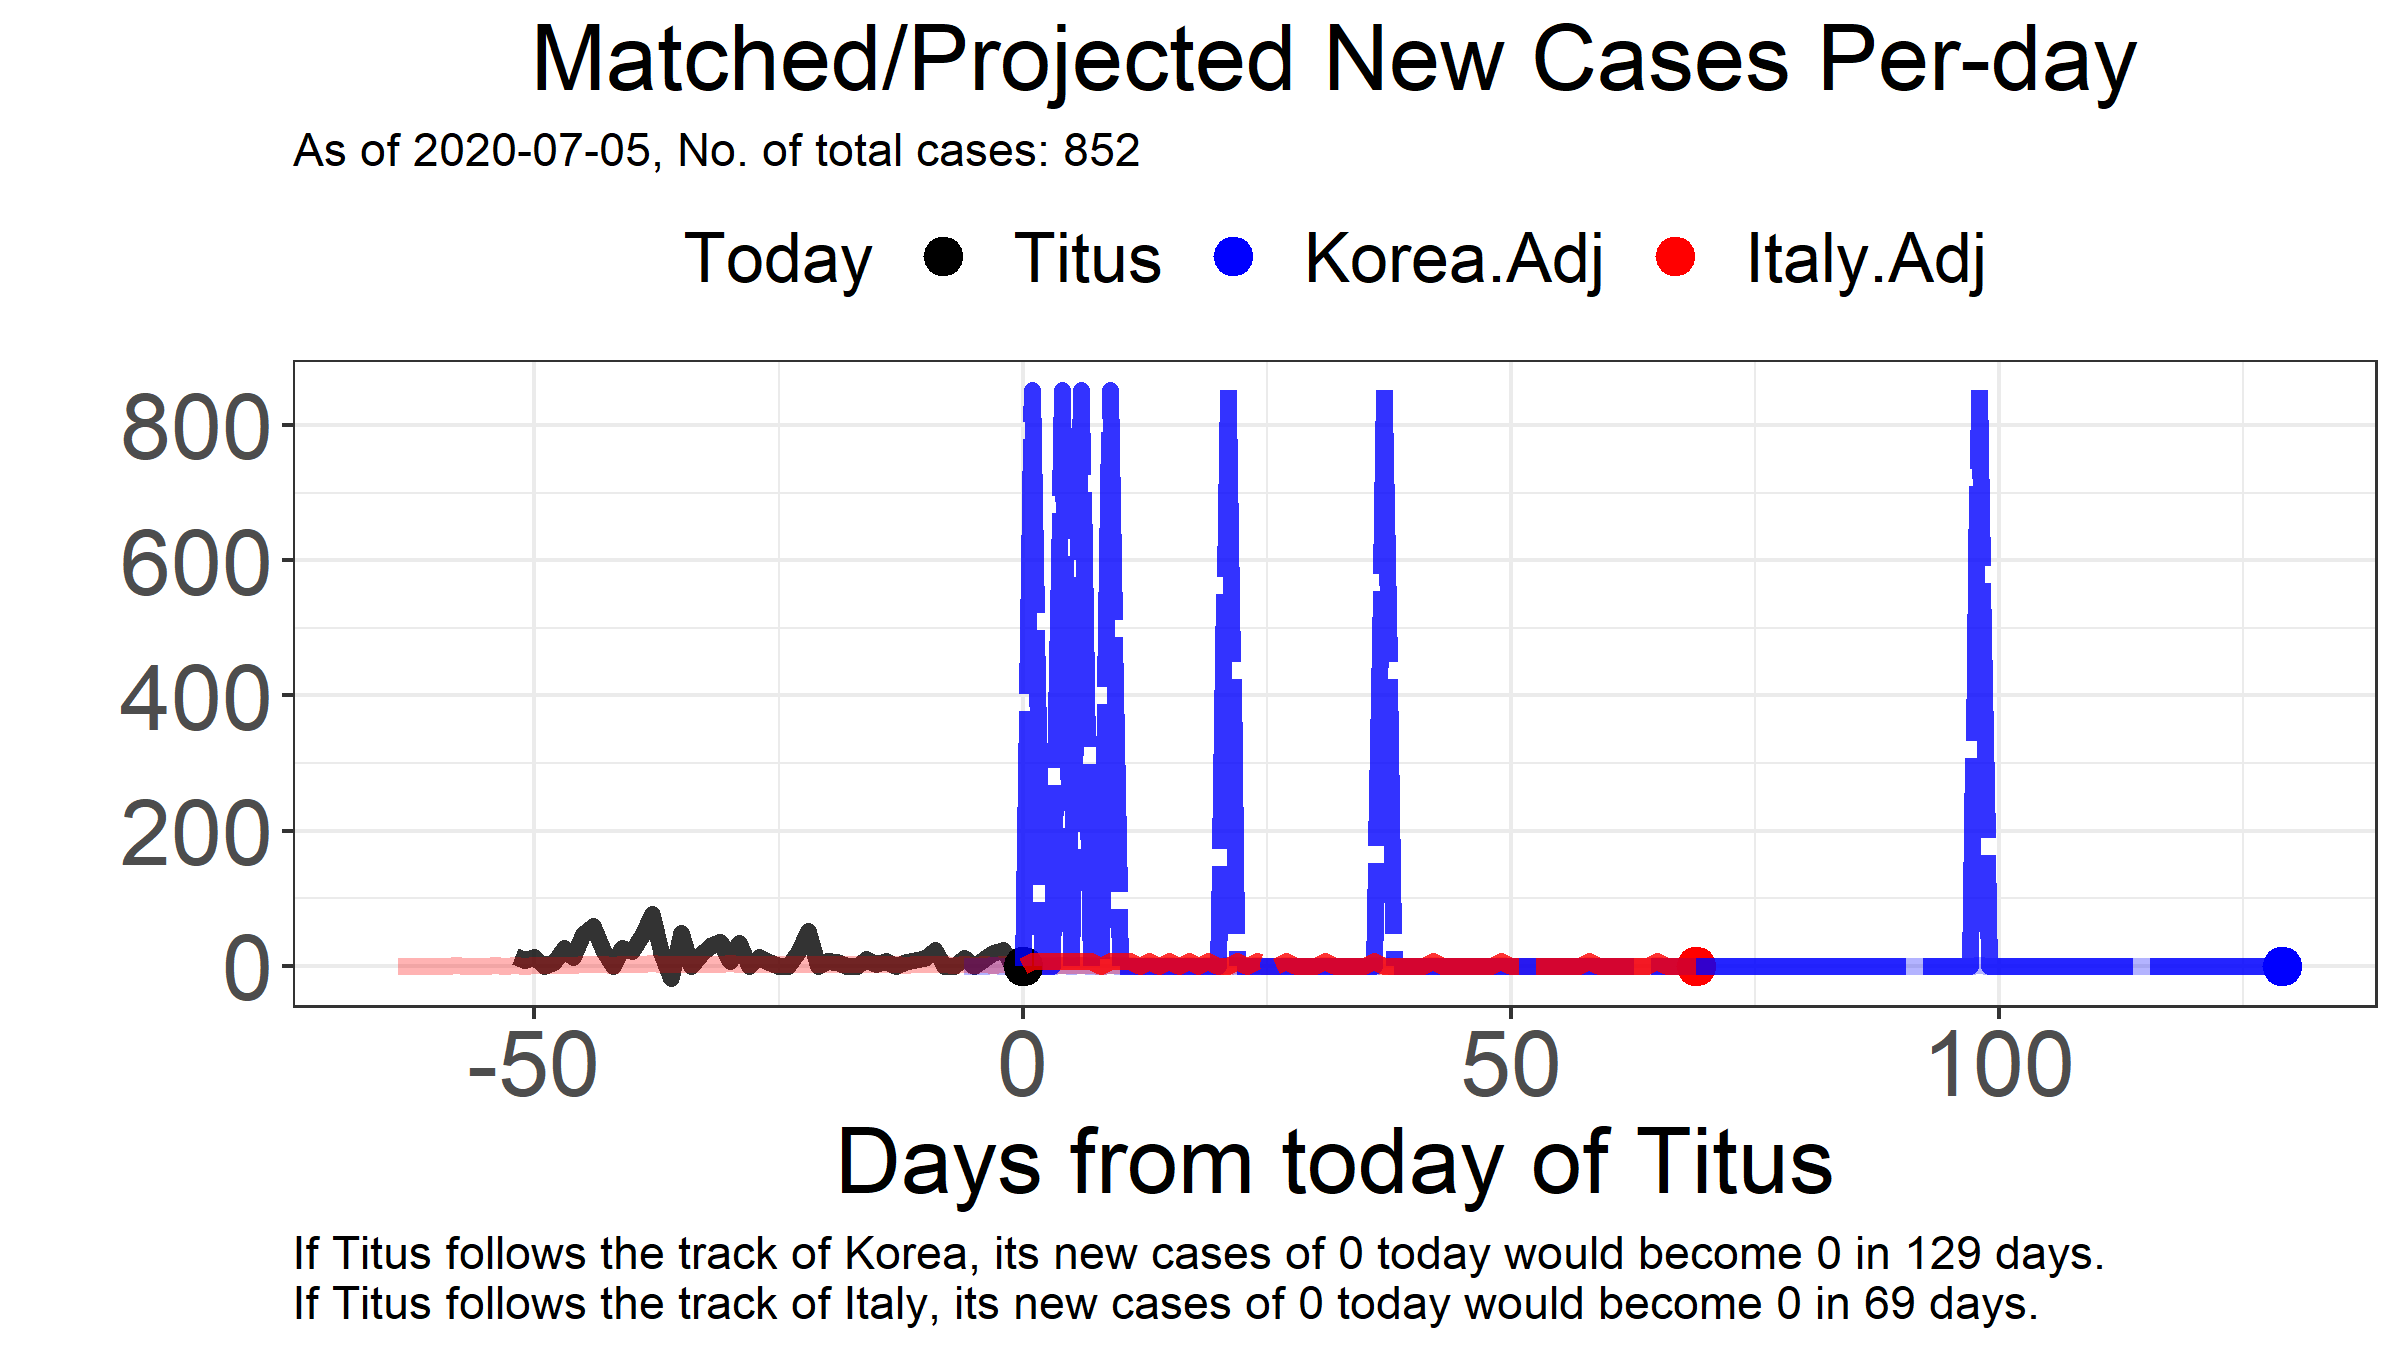 Matched/Projected New Cases Per-day
As of 2020-07-05, No. of total cases: 852
Today Titus Korea.Adj Italy.Adj
800
600
400
200
0
-50 0 50 100
Days from today of Titus
If Titus follows the track of Korea, its new cases of 0 today would become 0 in 129 days.
If Titus follows the track of Italy, its new cases of 0 today would become 0 in 69 days.